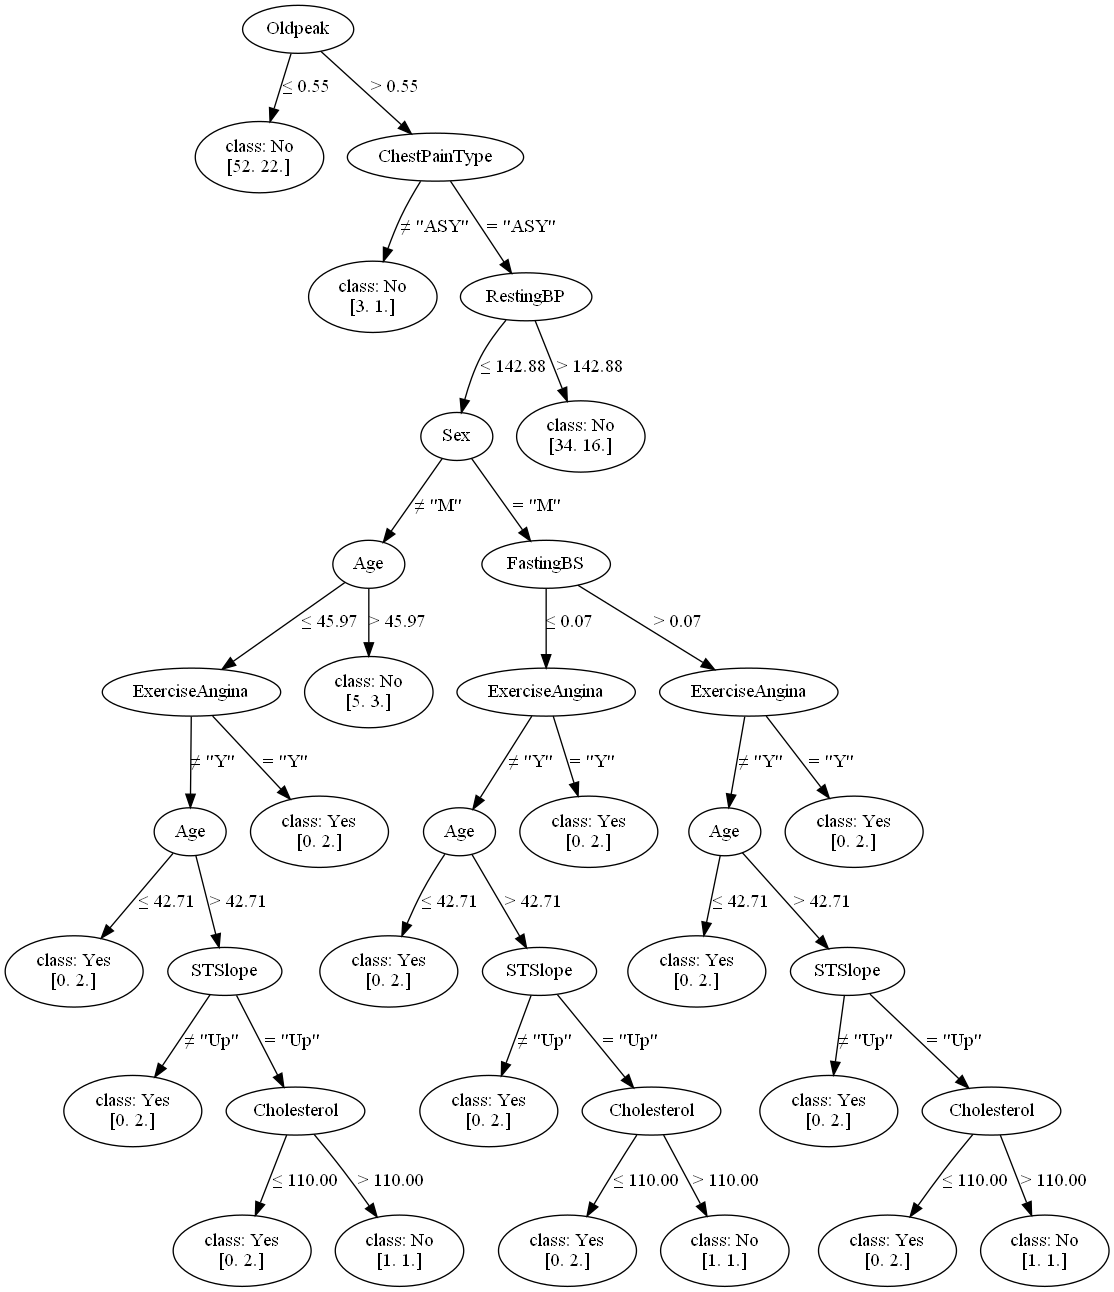 Oldpeak
≤ 0.55
> 0.55
class: No
[52. 22.]
ChestPainType
≠ "ASY"
= "ASY"
class: No
[3. 1.]
RestingBP
≤ 142.88
> 142.88
Sex
class: No
[34. 16.]
≠ "M"
= "M"
Age
FastingBS
≤ 45.97
> 45.97
≤ 0.07
> 0.07
ExerciseAngina
class: No
[5. 3.]
ExerciseAngina
ExerciseAngina
≠ "Y"
= "Y"
≠ "Y"
= "Y"
≠ "Y"
= "Y"
Age
class: Yes
[0. 2.]
Age
class: Yes
[0. 2.]
Age
class: Yes
[0. 2.]
≤ 42.71
> 42.71
≤ 42.71
> 42.71
≤ 42.71
> 42.71
class: Yes
[0. 2.]
STSlope
class: Yes
[0. 2.]
STSlope
class: Yes
[0. 2.]
STSlope
≠ "Up"
= "Up"
≠ "Up"
= "Up"
≠ "Up"
= "Up"
class: Yes
[0. 2.]
Cholesterol
class: Yes
[0. 2.]
Cholesterol
class: Yes
[0. 2.]
Cholesterol
≤ 110.00
> 110.00
≤ 110.00
> 110.00
≤ 110.00
> 110.00
class: Yes
[0. 2.]
class: No
[1. 1.]
class: Yes
[0. 2.]
class: No
[1. 1.]
class: Yes
[0. 2.]
class: No
[1. 1.]